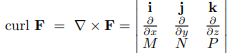 curl F = ∇ × F = | i j k |
| ∂/∂x ∂/∂y ∂/∂z |
| M N P |